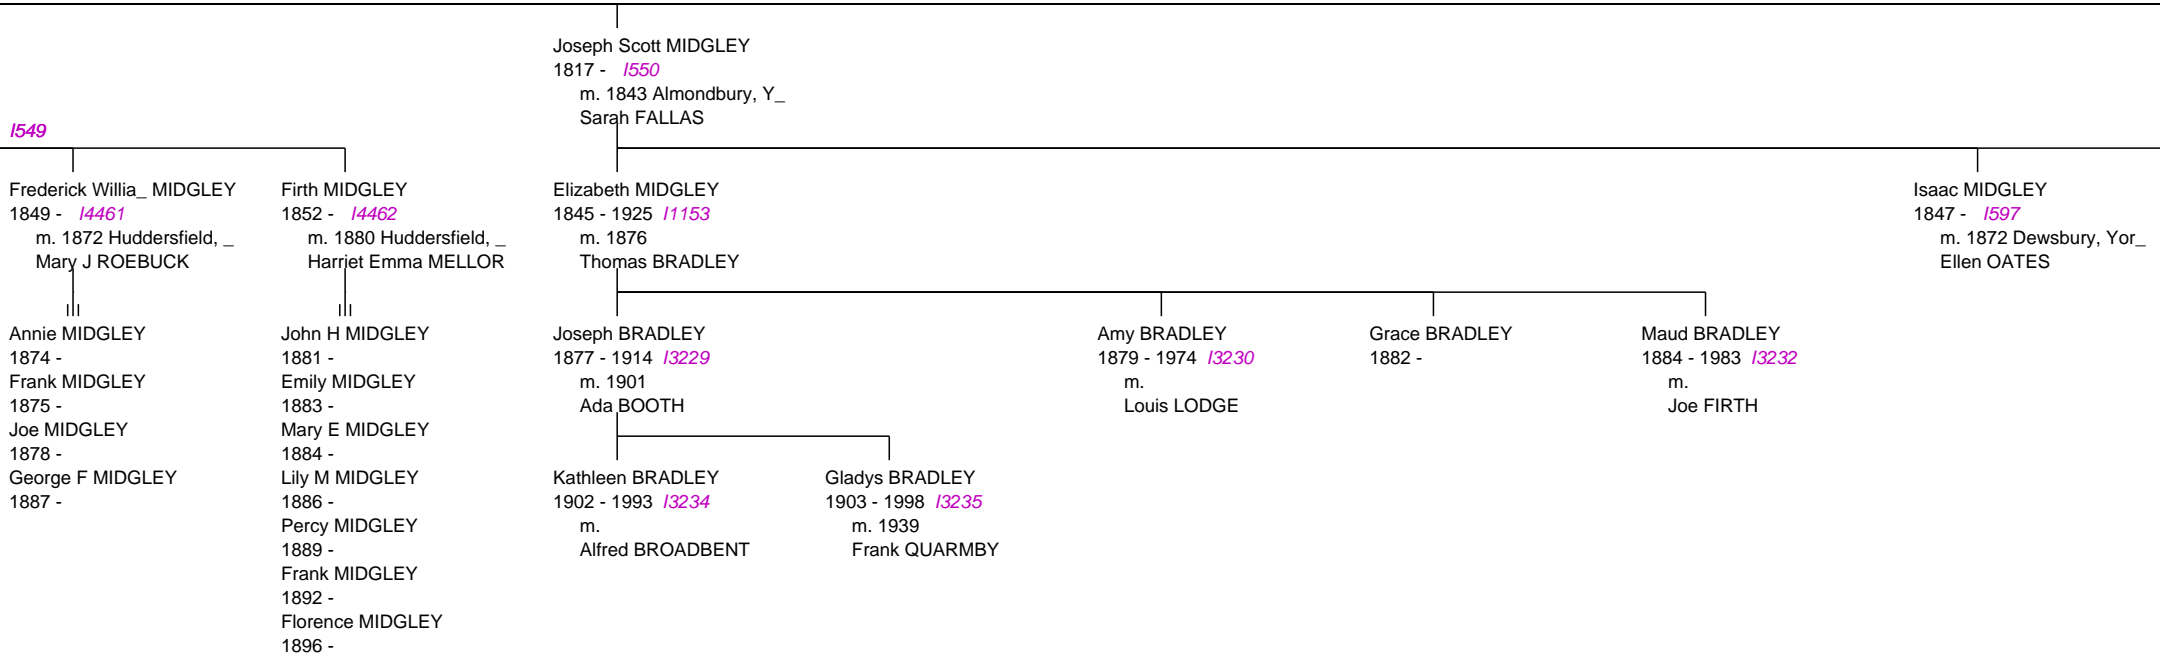 Joseph Scott MIDGLEY
1817 - I550
m. 1843 Almondbury, Y_
Sarah FALLAS
I549
Frederick Willia_ MIDGLEY
1849 - I4461
m. 1872 Huddersfield, _
Mary J ROEBUCK
Firth MIDGLEY
1852 - I4462
m. 1880 Huddersfield, _
Harriet Emma MELLOR
Elizabeth MIDGLEY
1845 - 1925 I1153
m. 1876
Thomas BRADLEY
Isaac MIDGLEY
1847 - I597
m. 1872 Dewsbury, Yor_
Ellen OATES
Annie MIDGLEY
1874 -
Frank MIDGLEY
1875 -
Joe MIDGLEY
1878 -
George F MIDGLEY
1887 -
John H MIDGLEY
1881 -
Emily MIDGLEY
1883 -
Mary E MIDGLEY
1884 -
Lily M MIDGLEY
1886 -
Percy MIDGLEY
1889 -
Frank MIDGLEY
1892 -
Florence MIDGLEY
1896 -
Joseph BRADLEY
1877 - 1914 I3229
m. 1901
Ada BOOTH
Amy BRADLEY
1879 - 1974 I3230
m.
Louis LODGE
Grace BRADLEY
1882 -
Maud BRADLEY
1884 - 1983 I3232
m.
Joe FIRTH
Kathleen BRADLEY
1902 - 1993 I3234
m.
Alfred BROADBENT
Gladys BRADLEY
1903 - 1998 I3235
m. 1939
Frank QUARMBY